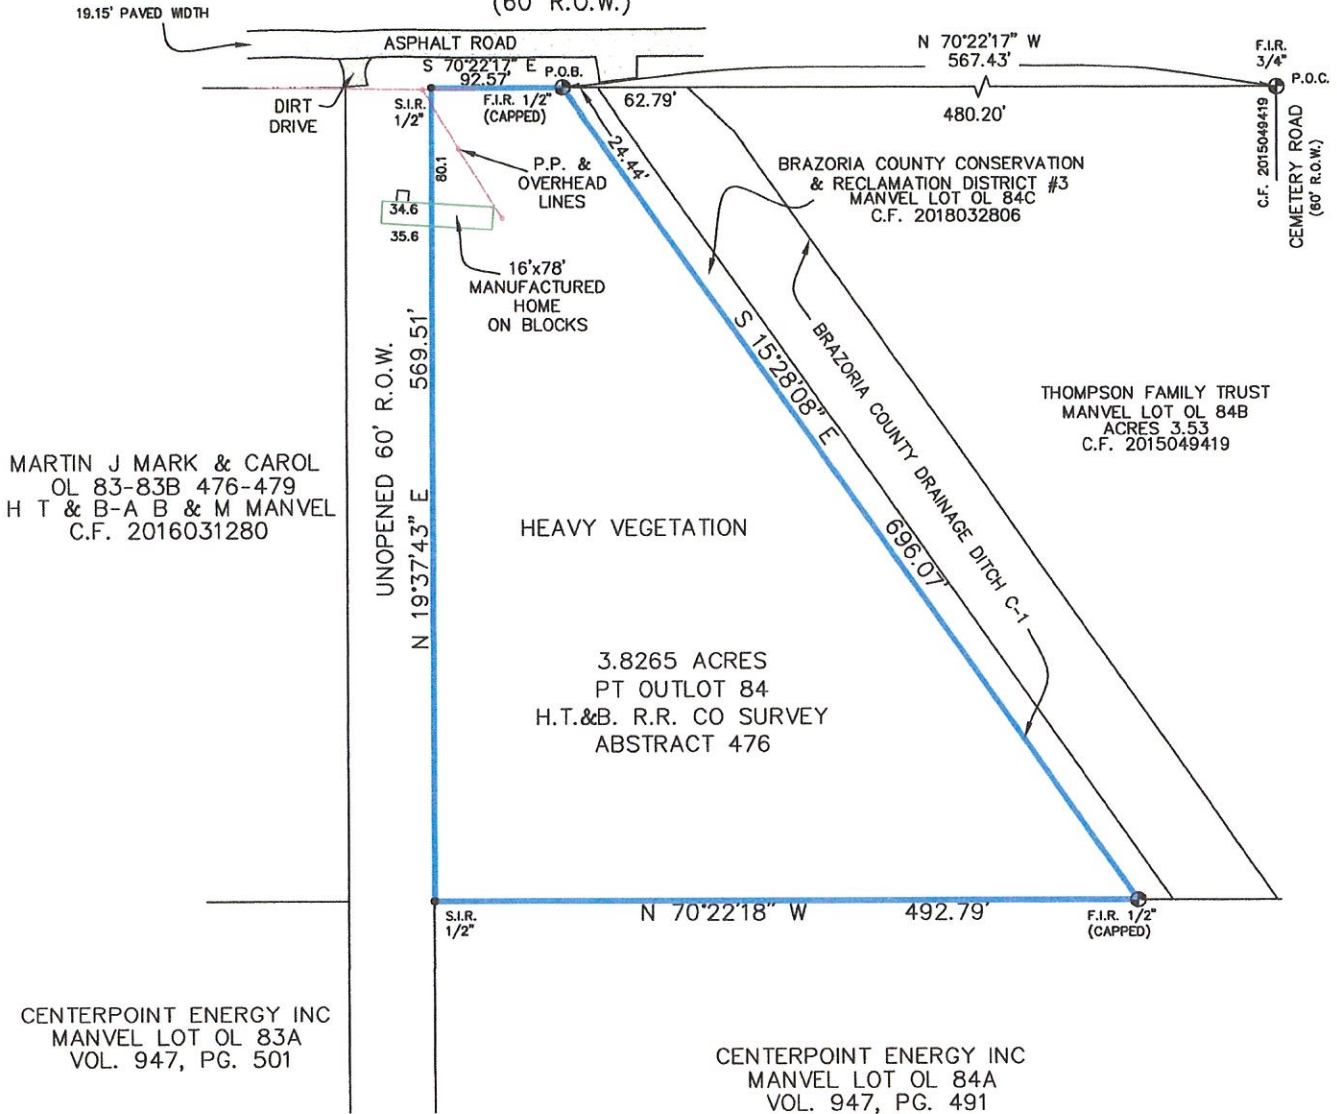 (60' R.O.W.)
19.15' PAVED WIDTH
ASPHALT ROAD
S 70°22'17" E
92.57'
P.O.B.
N 70°22'17" W
567.43'
F.I.R.
3/4"
P.O.C.
DIRT
DRIVE
S.I.R.
1/2"
F.I.R. 1/2"
(CAPPED)
62.79'
480.20'
C.F. 2015049419
CEMETERY ROAD
(60' R.O.W.)
24.44'
80.1
P.P. &
OVERHEAD
LINES
BRAZORIA COUNTY CONSERVATION
& RECLAMATION DISTRICT #3
MANVEL LOT OL 84C
C.F. 2018032806
34.6
35.6
16'x78'
MANUFACTURED
HOME
ON BLOCKS
UNOPENED 60' R.O.W.
N 19°37'43" E 569.51'
S 15°28'08" E 696.07'
BRAZORIA COUNTY DRAINAGE DITCH C-1
THOMPSON FAMILY TRUST
MANVEL LOT OL 84B
ACRES 3.53
C.F. 2015049419
MARTIN J MARK & CAROL
OL 83-83B 476-479
H T & B-A B & M MANVEL
C.F. 2016031280
HEAVY VEGETATION
3.8265 ACRES
PT OUTLOT 84
H.T.&B. R.R. CO SURVEY
ABSTRACT 476
S.I.R.
1/2"
N 70°22'18" W 492.79'
F.I.R. 1/2"
(CAPPED)
CENTERPOINT ENERGY INC
MANVEL LOT OL 83A
VOL. 947, PG. 501
CENTERPOINT ENERGY INC
MANVEL LOT OL 84A
VOL. 947, PG. 491